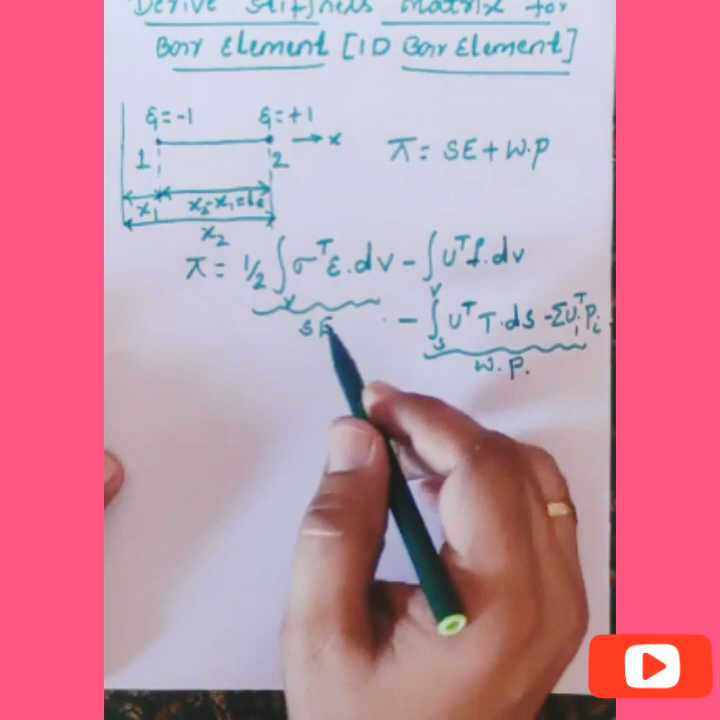 Derive Stiffness Matrix for
Bar Element [1D Bar Element]
ξ=-1 ξ=+1
1 2 → x
π = SE + W.P
x₁ x₂-x₁=le
x₂
π = 1/2 ∫ᵥ σᵀε.dv - ∫ᵥ uᵀf.dv
SE - ∫ₛ uᵀT.ds - Σuᵢᵀpᵢ
W.P.